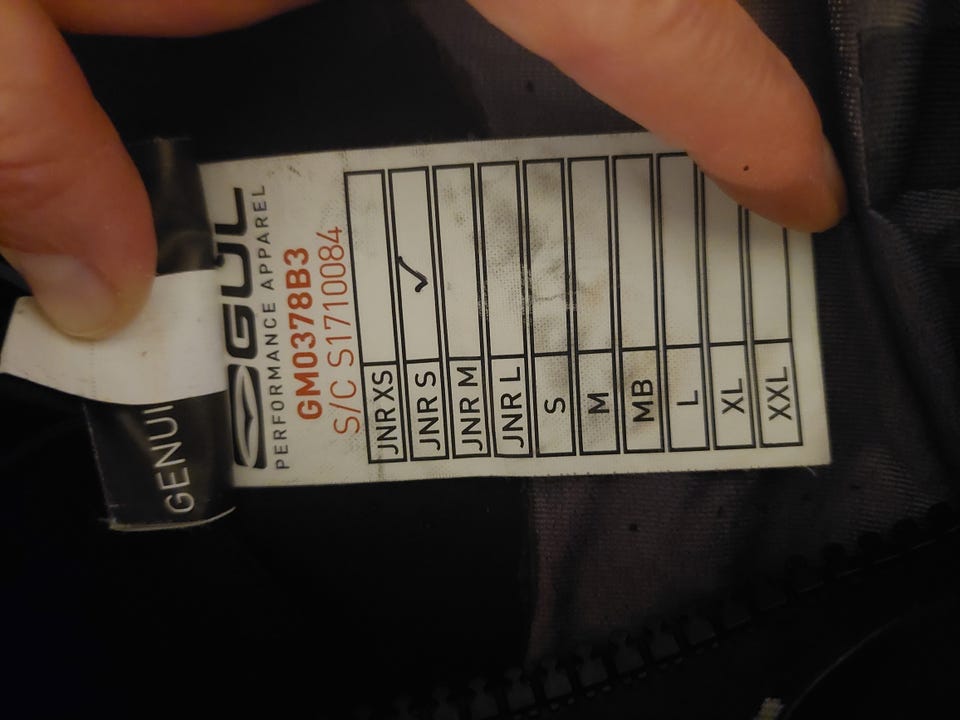 GENUI
GUL
PERFORMANCE APPAREL
GM0378B3
S/C S1710084
JNR XS
JNR S ✓
JNR M
JNR L
S
M
MB
L
XL
XXL